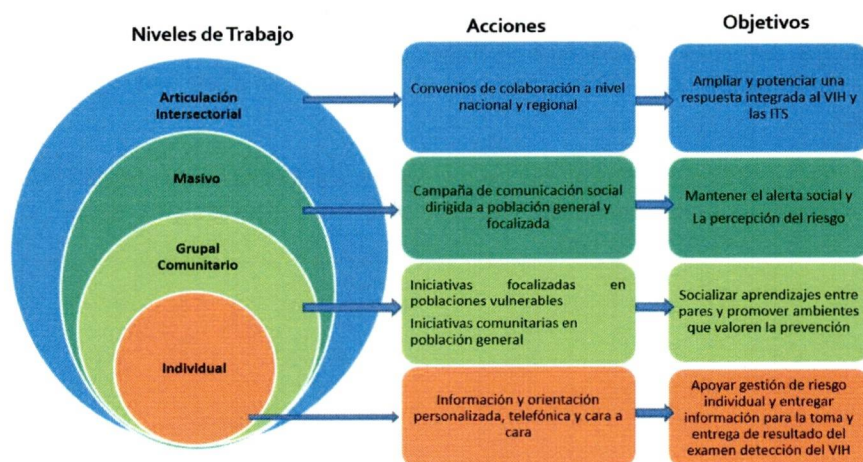 Niveles de Trabajo
Acciones
Objetivos
Articulación
Intersectorial
Convenios de colaboración a nivel
nacional y regional
Ampliar y potenciar una
respuesta integrada al VIH y
las ITS
Masivo
Campaña de comunicación social
dirigida a población general y
focalizada
Mantener el alerta social y
La percepción del riesgo
Grupal
Comunitario
Iniciativas focalizadas en
poblaciones vulnerables
Iniciativas comunitarias en
población general
Socializar aprendizajes entre
pares y promover ambientes
que valoren la prevención
Individual
Información y orientación
personalizada, telefónica y cara a
cara
Apoyar gestión de riesgo
individual y entregar
información para la toma y
entrega de resultado del
examen detección del VIH